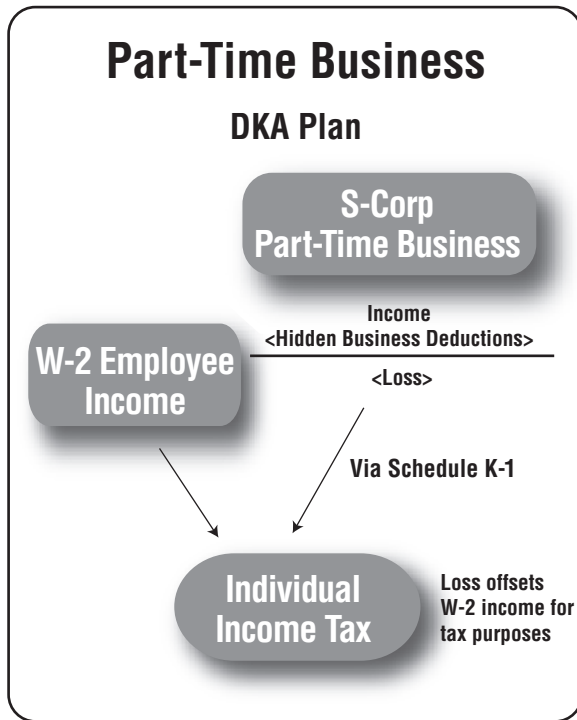 Part-Time Business
DKA Plan
S-Corp
Part-Time Business
Income
<Hidden Business Deductions>
W-2 Employee
Income
<Loss>
Via Schedule K-1
Individual
Income Tax
Loss offsets
W-2 income for
tax purposes